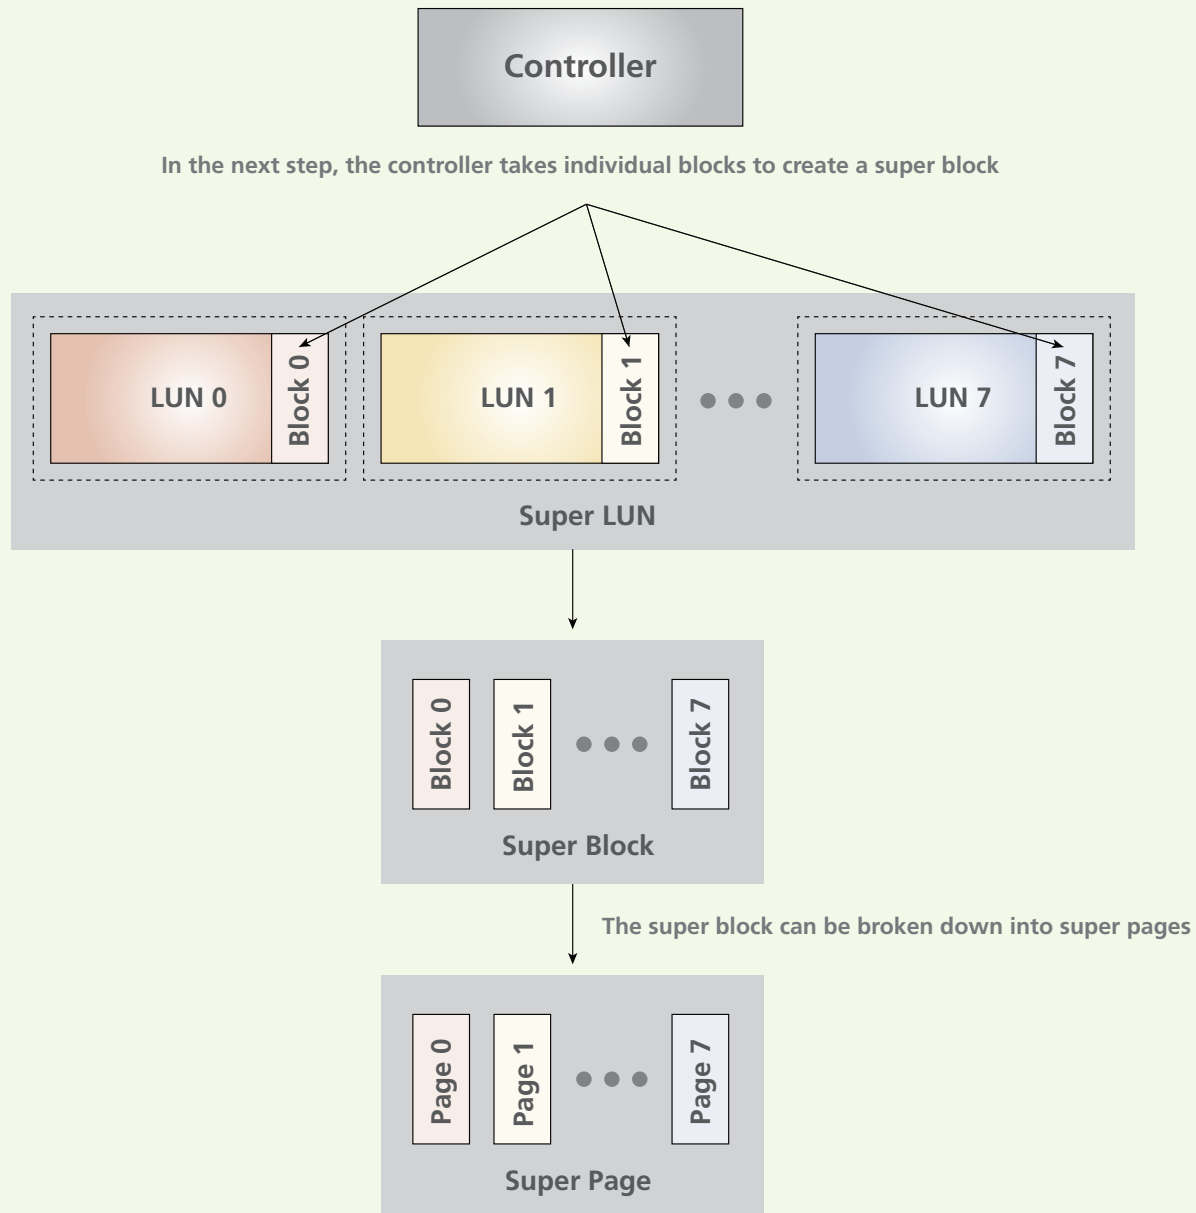 Controller
In the next step, the controller takes individual blocks to create a super block
LUN 0
Block 0
LUN 1
Block 1
LUN 7
Block 7
Super LUN
Block 0
Block 1
Block 7
Super Block
The super block can be broken down into super pages
Page 0
Page 1
Page 7
Super Page